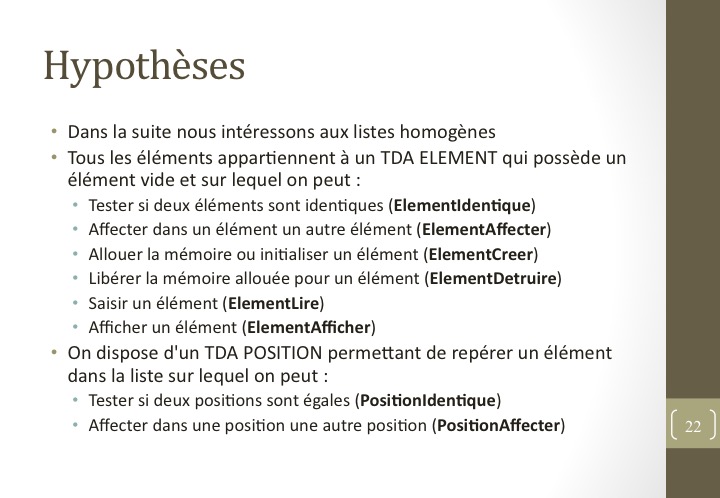 Hypothèses
• Dans la suite nous intéressons aux listes homogènes
• Tous les éléments appartiennent à un TDA ELEMENT qui possède un
élément vide et sur lequel on peut :
• Tester si deux éléments sont identiques (ElementIdentique)
• Affecter dans un élément un autre élément (ElementAffecter)
• Allouer la mémoire ou initialiser un élément (ElementCreer)
• Libérer la mémoire allouée pour un élément (ElementDetruire)
• Saisir un élément (ElementLire)
• Afficher un élément (ElementAfficher)
• On dispose d'un TDA POSITION permettant de repérer un élément
dans la liste sur lequel on peut :
• Tester si deux positions sont égales (PositionIdentique)
• Affecter dans une position une autre position (PositionAffecter)
22